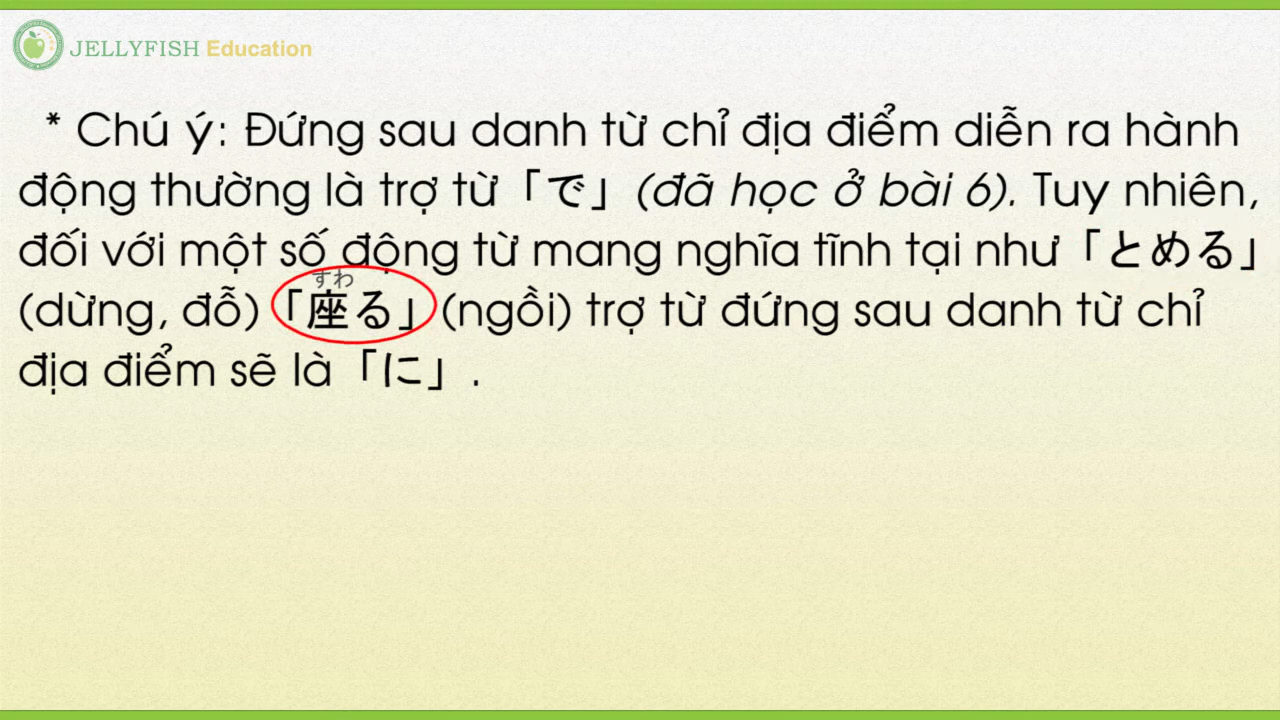 JELLYFISH Education
* Chú ý: Đứng sau danh từ chỉ địa điểm diễn ra hành
động thường là trợ từ「で」(đã học ở bài 6). Tuy nhiên,
đối với một số động từ mang nghĩa tĩnh tại như「とめる」
すわ
(dừng, đỗ)「座る」(ngồi) trợ từ đứng sau danh từ chỉ
địa điểm sẽ là「に」.